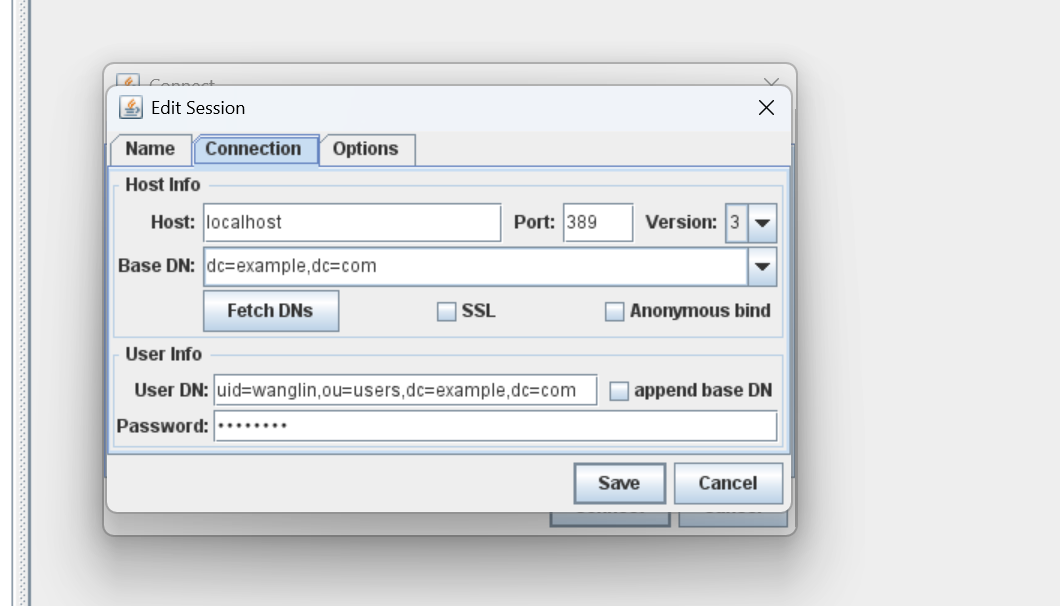 Connect
Edit Session
Name Connection Options
Host Info
Host: localhost Port: 389 Version: 3
Base DN: dc=example,dc=com
Fetch DNs SSL Anonymous bind
User Info
User DN: uid=wanglin,ou=users,dc=example,dc=com append base DN
Password: ••••••••
Save Cancel
Connect Cancel